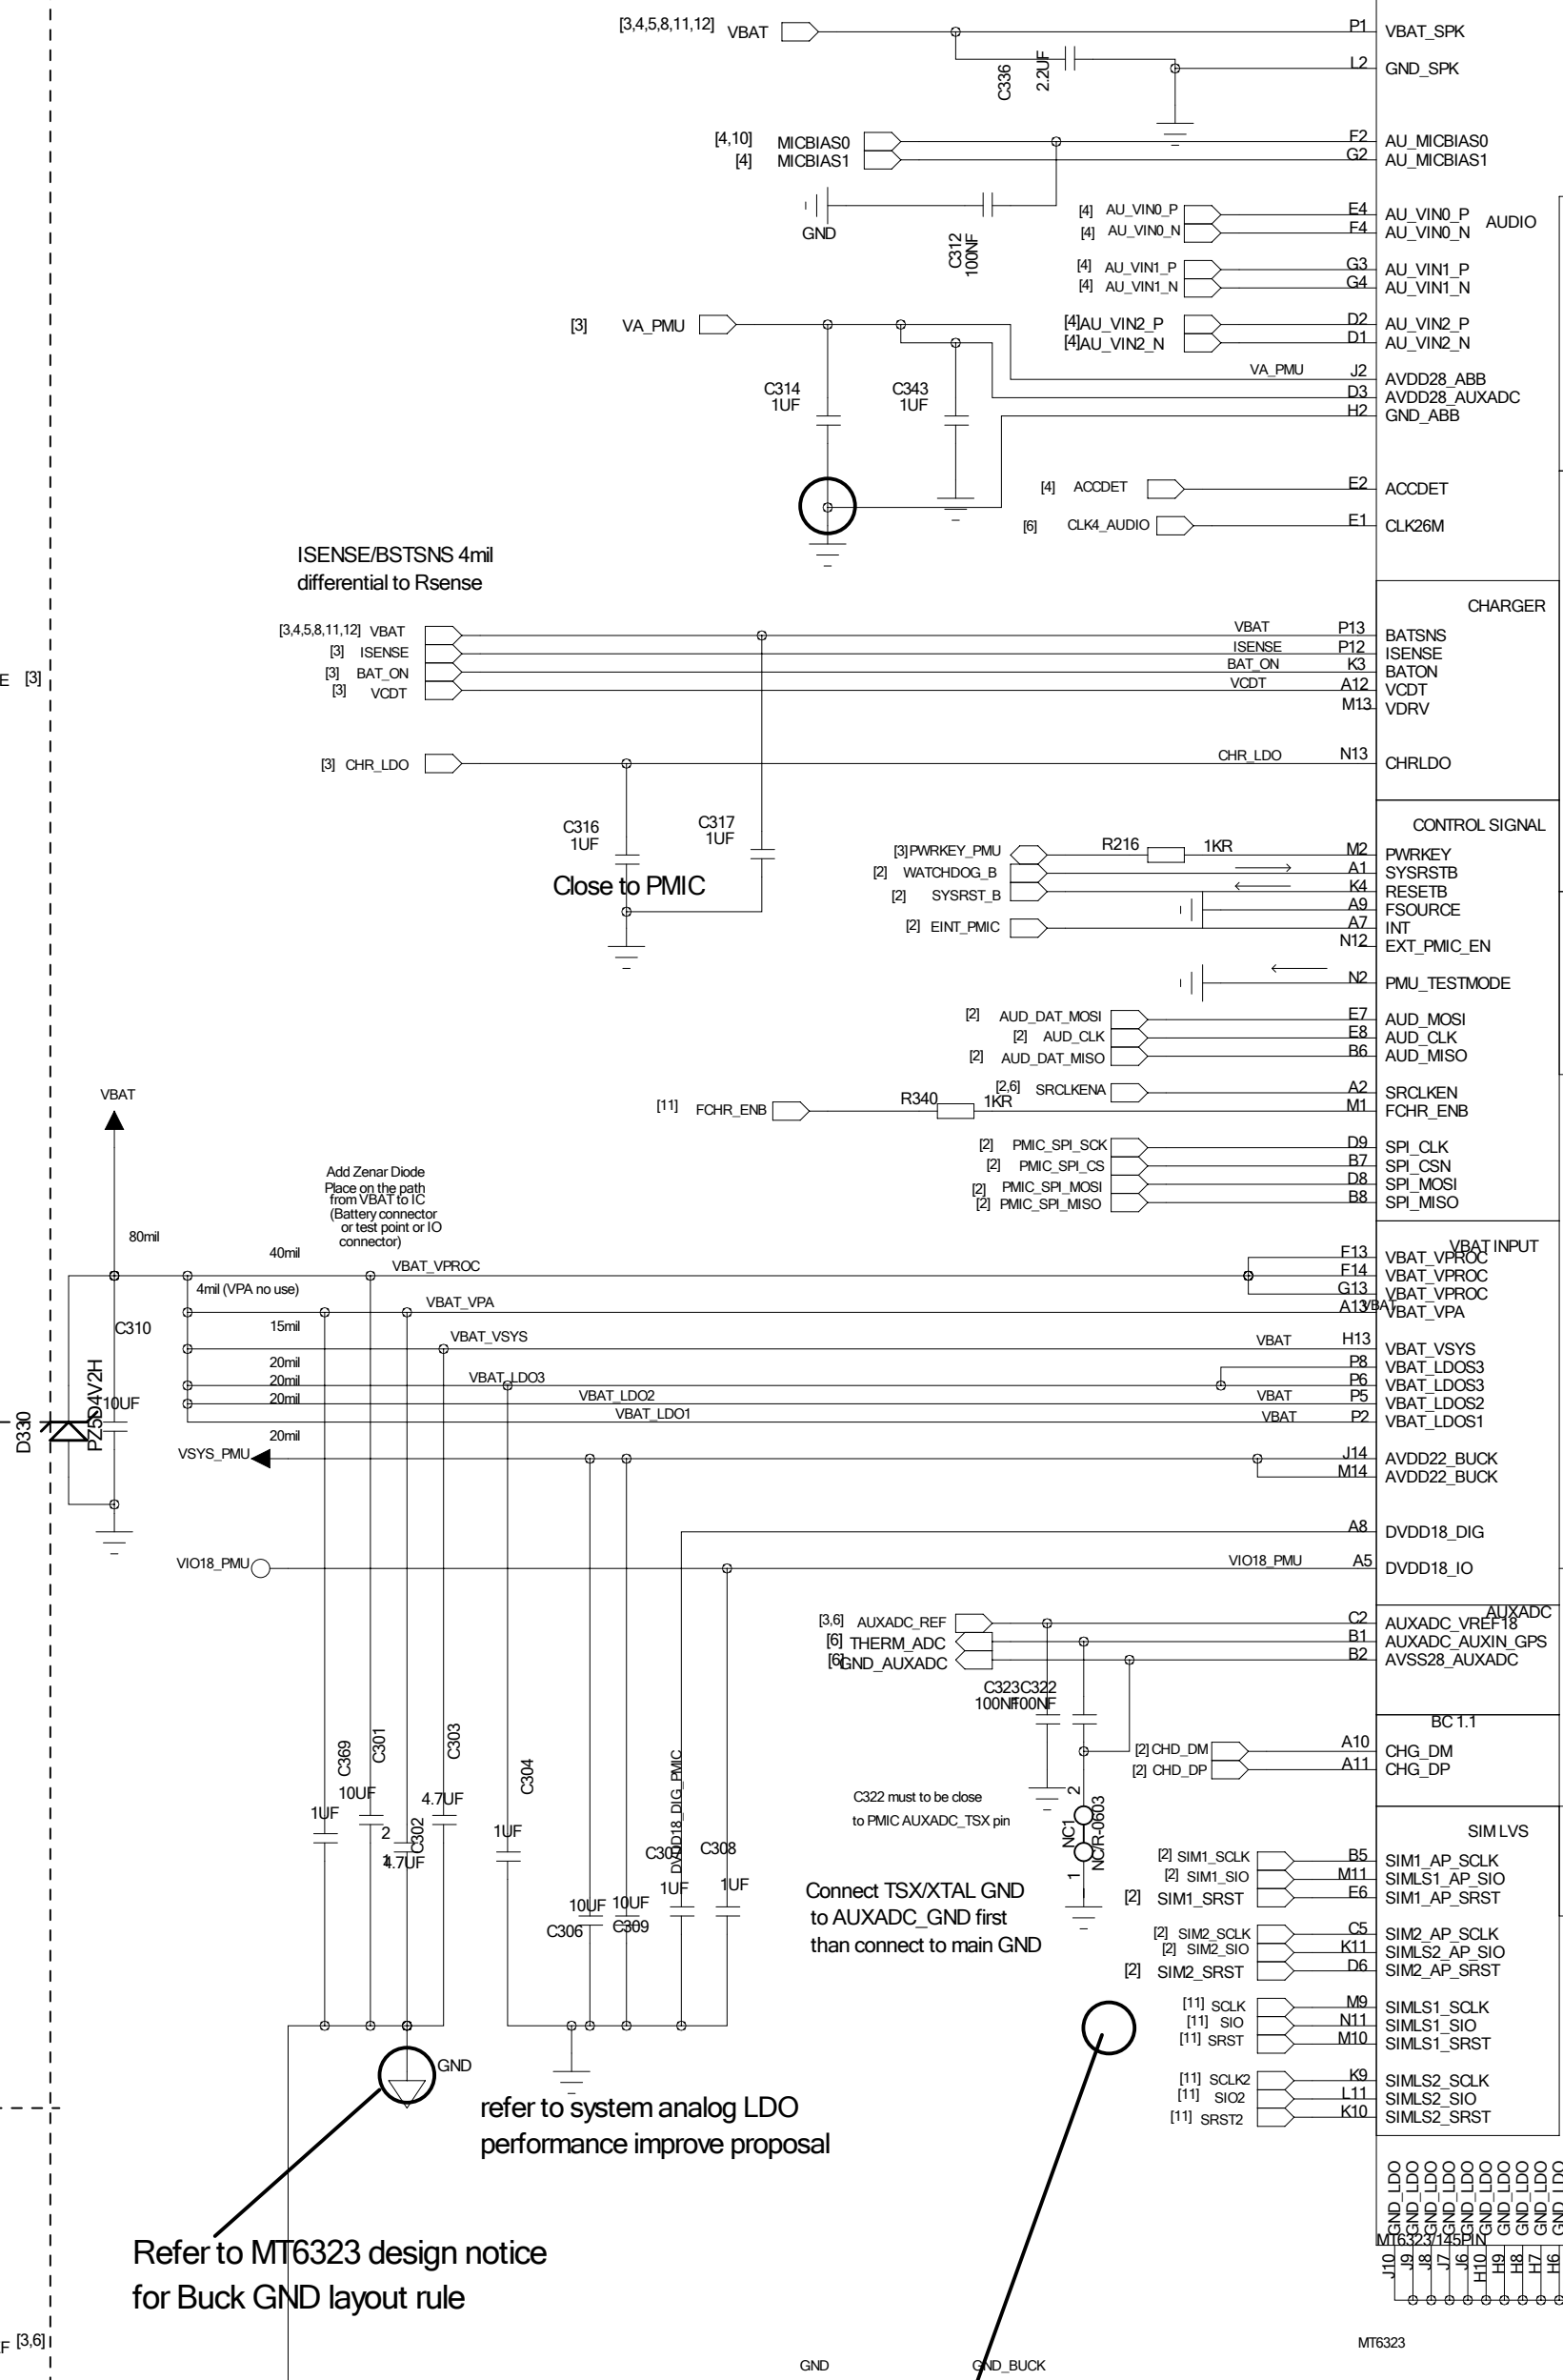 [3,4,5,8,11,12] VBAT
P1 VBAT_SPK
C336
2.2UF
L2 GND_SPK
[4,10] MICBIAS0
F2 AU_MICBIAS0
[4] MICBIAS1
G2 AU_MICBIAS1
GND
C312
100NF
[4] AU_VIN0_P
E4 AU_VIN0_P
AUDIO
[4] AU_VIN0_N
F4 AU_VIN0_N
[4] AU_VIN1_P
G3 AU_VIN1_P
[4] AU_VIN1_N
G4 AU_VIN1_N
[3] VA_PMU
[4]AU_VIN2_P
D2 AU_VIN2_P
[4]AU_VIN2_N
D1 AU_VIN2_N
VA_PMU
J2 AVDD28_ABB
C314
1UF
C343
1UF
D3 AVDD28_AUXADC
H2 GND_ABB
[4] ACCDET
E2 ACCDET
[6] CLK4_AUDIO
E1 CLK26M
ISENSE/BSTSNS 4mil
differential to Rsense
CHARGER
[3,4,5,8,11,12] VBAT
VBAT
P13 BATSNS
[3] ISENSE
ISENSE
P12 ISENSE
[3] BAT_ON
BAT_ON
K3 BATON
E [3]
[3] VCDT
VCDT
A12 VCDT
M13 VDRV
[3] CHR_LDO
CHR_LDO
N13 CHRLDO
CONTROL SIGNAL
C316
1UF
C317
1UF
Close to PMIC
[3]PWRKEY_PMU
R216
1KR
M2 PWRKEY
[2] WATCHDOG_B
A1 SYSRSTB
[2] SYSRST_B
K4 RESETB
A9 FSOURCE
[2] EINT_PMIC
A7 INT
N12 EXT_PMIC_EN
N2 PMU_TESTMODE
[2] AUD_DAT_MOSI
E7 AUD_MOSI
[2] AUD_CLK
E8 AUD_CLK
[2] AUD_DAT_MISO
B6 AUD_MISO
[2,6] SRCLKENA
A2 SRCLKEN
[11] FCHR_ENB
R340
1KR
M1 FCHR_ENB
[2] PMIC_SPI_SCK
D9 SPI_CLK
[2] PMIC_SPI_CS
B7 SPI_CSN
[2] PMIC_SPI_MOSI
D8 SPI_MOSI
[2] PMIC_SPI_MISO
B8 SPI_MISO
VBAT
Add Zenar Diode
Place on the path
from VBAT to IC
(Battery connector
or test point or IO
connector)
80mil
40mil
VBAT INPUT
VBAT_VPROC
F13 VBAT_VPROC
F14 VBAT_VPROC
4mil (VPA no use)
G13 VBAT_VPROC
VBAT_VPA
VBAT
A13 VBAT_VPA
C310
10UF
15mil
VBAT_VSYS
VBAT
H13 VBAT_VSYS
20mil
P8 VBAT_LDOS3
20mil
VBAT_LDO3
P6 VBAT_LDOS3
20mil
VBAT_LDO2
VBAT
P5 VBAT_LDOS2
VBAT_LDO1
VBAT
P2 VBAT_LDOS1
D330
PZ5D4V2H
20mil
VSYS_PMU
J14 AVDD22_BUCK
M14 AVDD22_BUCK
A8 DVDD18_DIG
VIO18_PMU
VIO18_PMU
A5 DVDD18_IO
AUXADC
[3,6] AUXADC_REF
C2 AUXADC_VREF18
[6] THERM_ADC
B1 AUXADC_AUXIN_GPS
[6]GND_AUXADC
B2 AVSS28_AUXADC
C323
100NF
C322
100NF
BC 1.1
[2] CHD_DM
A10 CHG_DM
[2] CHD_DP
A11 CHG_DP
C369
1UF
C301
10UF
2
1
C302
4.7UF
C303
4.7UF
C304
1UF
C306
10UF
C309
10UF
DVDD18_DIG_PMIC
C307
1UF
C308
1UF
C322 must to be close
to PMIC AUXADC_TSX pin
2
NC1
NC/R-0603
1
SIM LVS
Connect TSX/XTAL GND
to AUXADC_GND first
than connect to main GND
[2] SIM1_SCLK
B5 SIM1_AP_SCLK
[2] SIM1_SIO
M11 SIMLS1_AP_SIO
[2] SIM1_SRST
E6 SIM1_AP_SRST
[2] SIM2_SCLK
C5 SIM2_AP_SCLK
[2] SIM2_SIO
K11 SIMLS2_AP_SIO
[2] SIM2_SRST
D6 SIM2_AP_SRST
[11] SCLK
M9 SIMLS1_SCLK
[11] SIO
N11 SIMLS1_SIO
[11] SRST
M10 SIMLS1_SRST
[11] SCLK2
K9 SIMLS2_SCLK
[11] SIO2
L11 SIMLS2_SIO
[11] SRST2
K10 SIMLS2_SRST
GND
refer to system analog LDO
performance improve proposal
Refer to MT6323 design notice
for Buck GND layout rule
GND_LDO
GND_LDO
GND_LDO
GND_LDO
GND_LDO
GND_LDO
GND_LDO
GND_LDO
GND_LDO
GND_LDO
MT6323/145PIN
J10
J9
J8
J7
J6
H10
H9
H8
H7
H6
MT6323
F [3,6]
GND
GND_BUCK